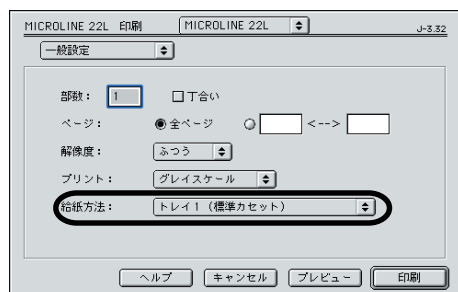 MICROLINE 22L 印刷 MICROLINE 22L J-3.32
一般設定
部数： 1 丁合い
ページ： 全ページ <-->
解像度： ふつう
プリント： グレイスケール
給紙方法： トレイ1（標準カセット）
ヘルプ キャンセル プレビュー 印刷